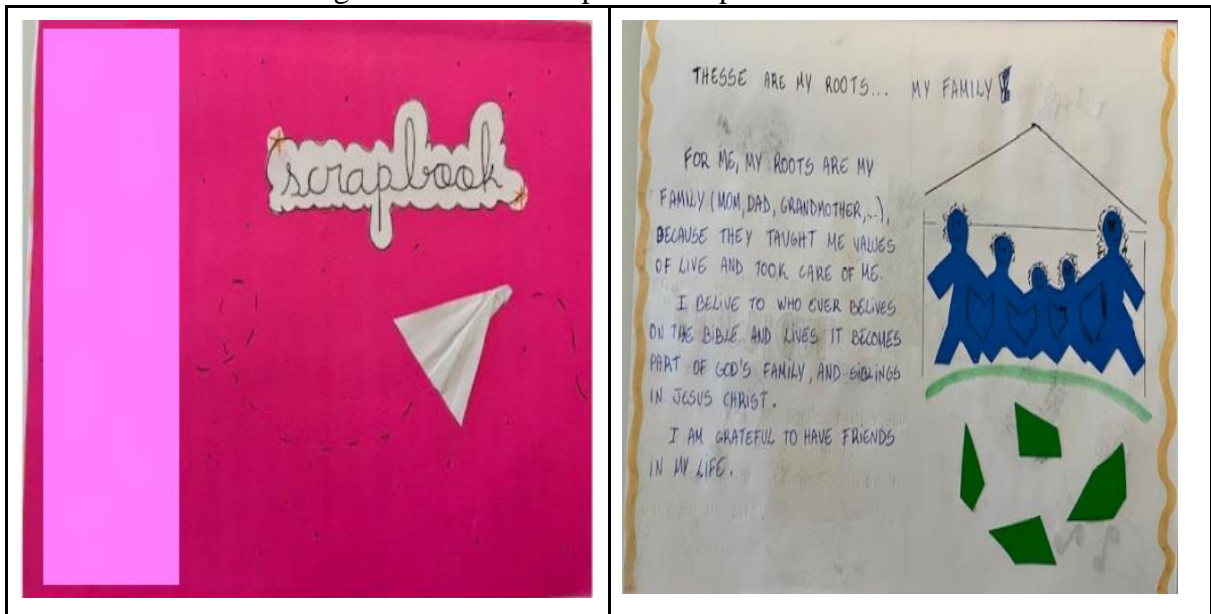 scrapbook
THESSE ARE MY ROOTS... MY FAMILY
FOR ME, MY ROOTS ARE MY
FAMILY (MOM, DAD, GRANDMOTHER,...),
BECAUSE THEY TAUGHT ME VALUES
OF LIVE AND TOOK CARE OF ME.
I BELIVE TO WHO EVER BELIVES
ON THE BIBLE AND LIVES IT BECOMES
PART OF GOD'S FAMILY, AND SIBLINGS
IN JESUS CHRIST.
I AM GRATEFUL TO HAVE FRIENDS
IN MY LIFE.